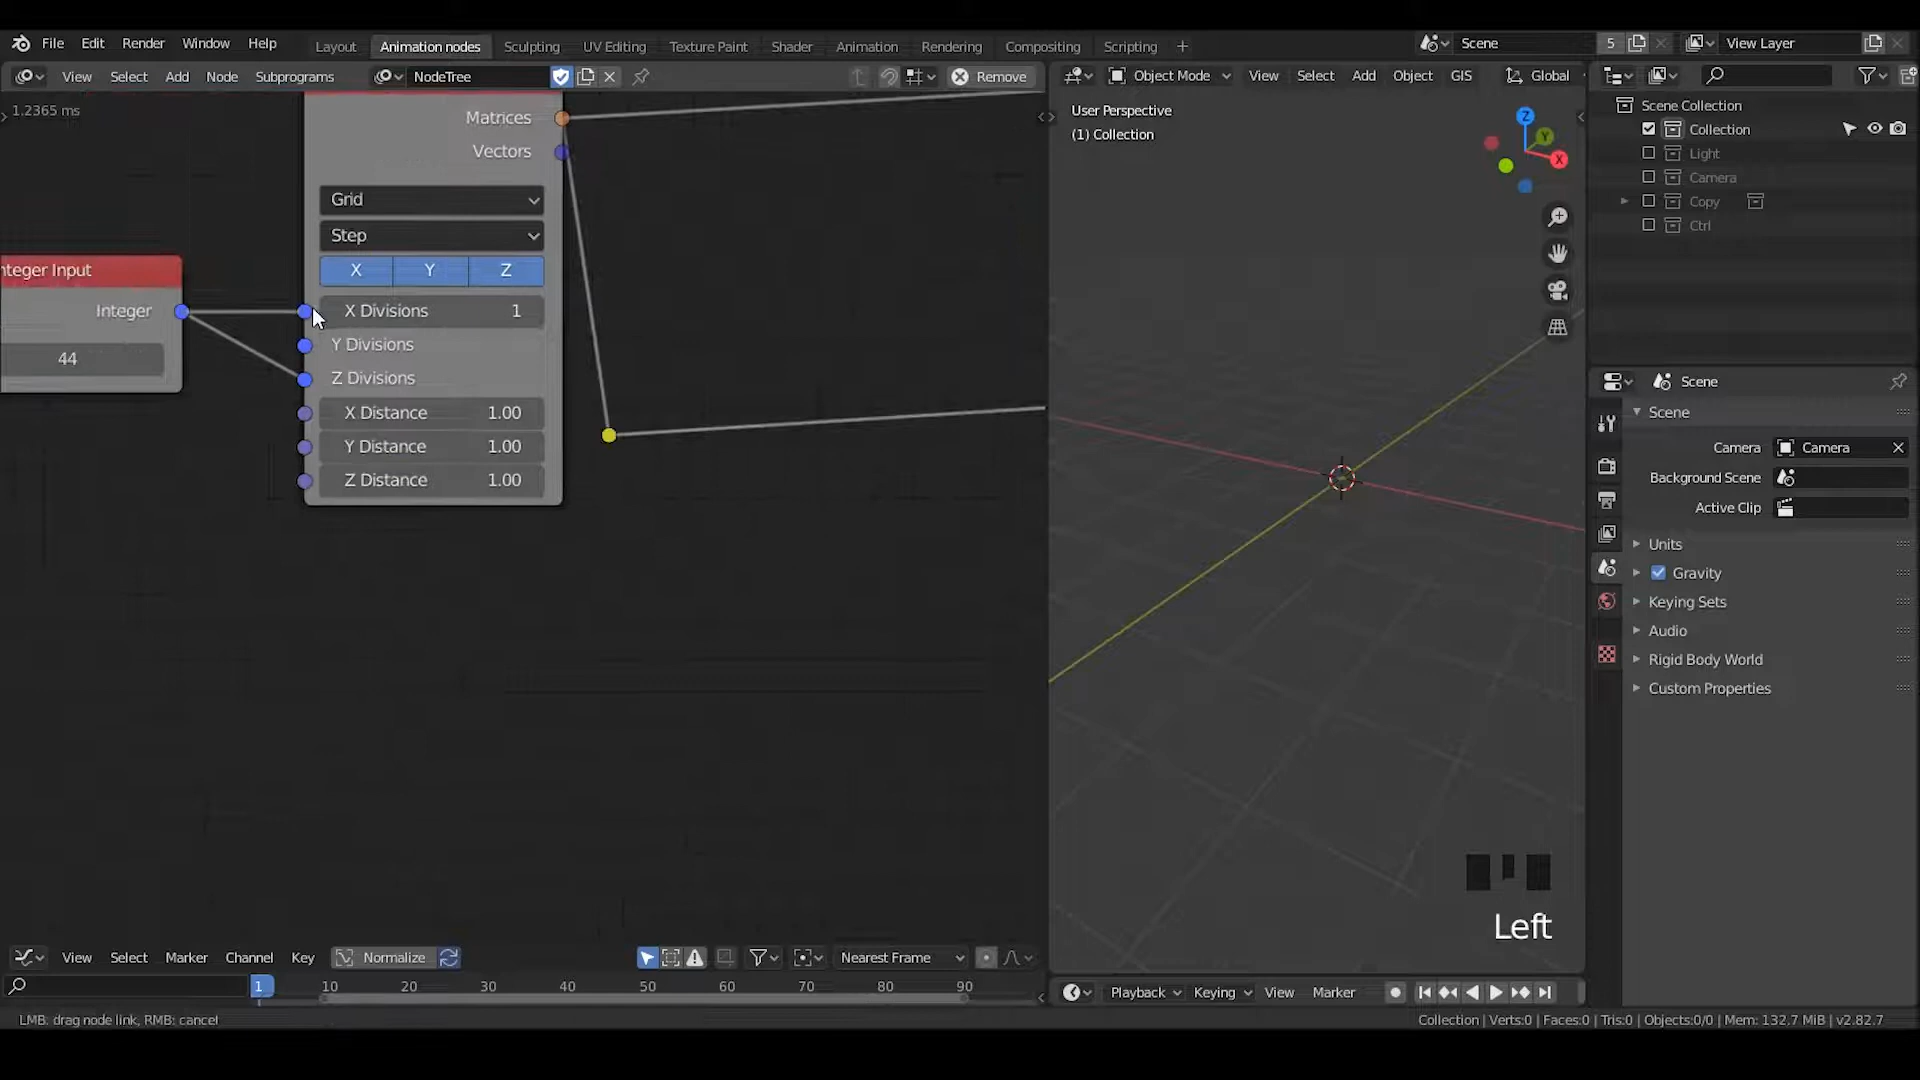 File Edit Render Window Help Layout Animation nodes Sculpting UV Editing Texture Paint Shader Animation Rendering Compositing Scripting Scene 5 View Layer
View Select Add Node Subprograms NodeTree Remove Object Mode View Select Add Object GIS Global
1.2365 ms
User Perspective
(1) Collection
Scene Collection
Collection
Light
Camera
Copy
Ctrl
Z
Y
X
Matrices
Vectors
Grid
Step
X Y Z
nteger Input
Integer
44
X Divisions 1
Y Divisions
Z Divisions
X Distance 1.00
Y Distance 1.00
Z Distance 1.00
Scene
Scene
Camera Camera
Background Scene
Active Clip
Units
Gravity
Keying Sets
Audio
Rigid Body World
Custom Properties
Left
View Select Marker Channel Key Normalize Nearest Frame
1 10 20 30 40 50 60 70 80 90
Playback Keying View Marker
LMB: drag node link, RMB: cancel
Collection | Verts:0 | Faces:0 | Tris:0 | Objects:0/0 | Mem: 132.7 MiB | v2.82.7